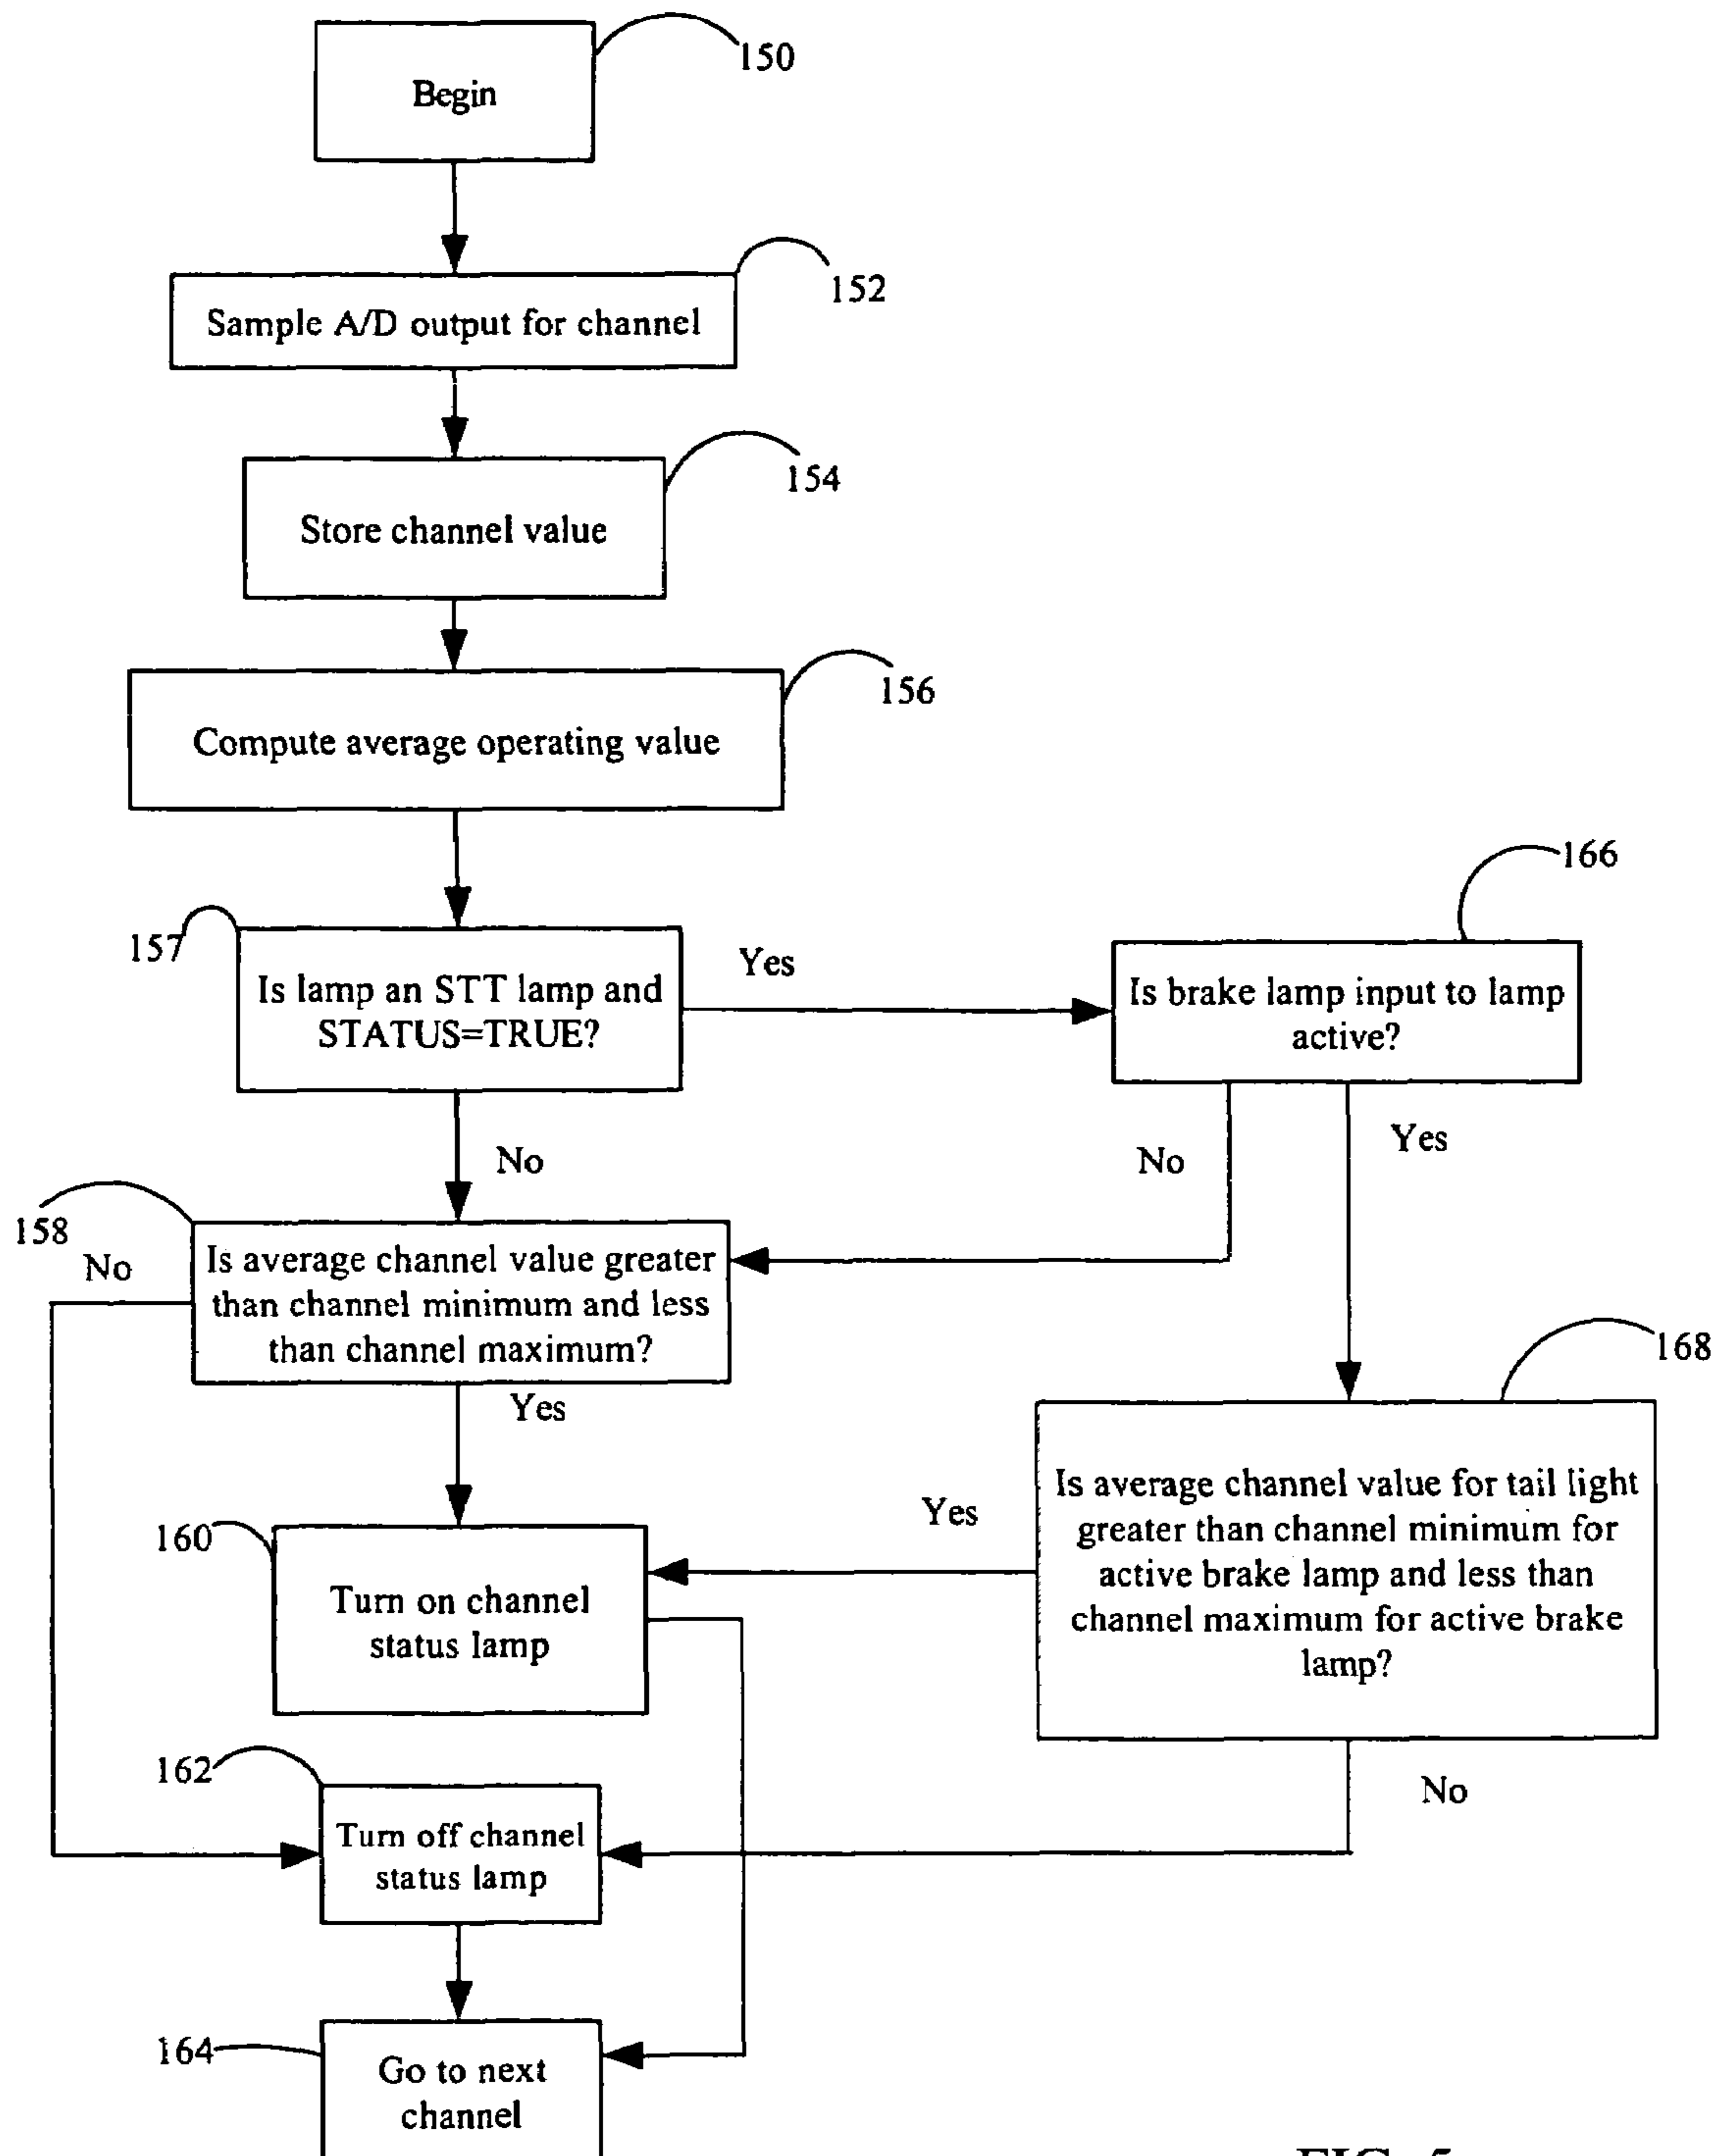 150
Begin
152
Sample A/D output for channel
154
Store channel value
156
Compute average operating value
157
Is lamp an STT lamp and
STATUS=TRUE?
Yes
166
Is brake lamp input to lamp
active?
No
No
Yes
158
No
Is average channel value greater
than channel minimum and less
than channel maximum?
Yes
168
Is average channel value for tail light
greater than channel minimum for
active brake lamp and less than
channel maximum for active brake
lamp?
Yes
160
Turn on channel
status lamp
162
Turn off channel
status lamp
No
164
Go to next
channel